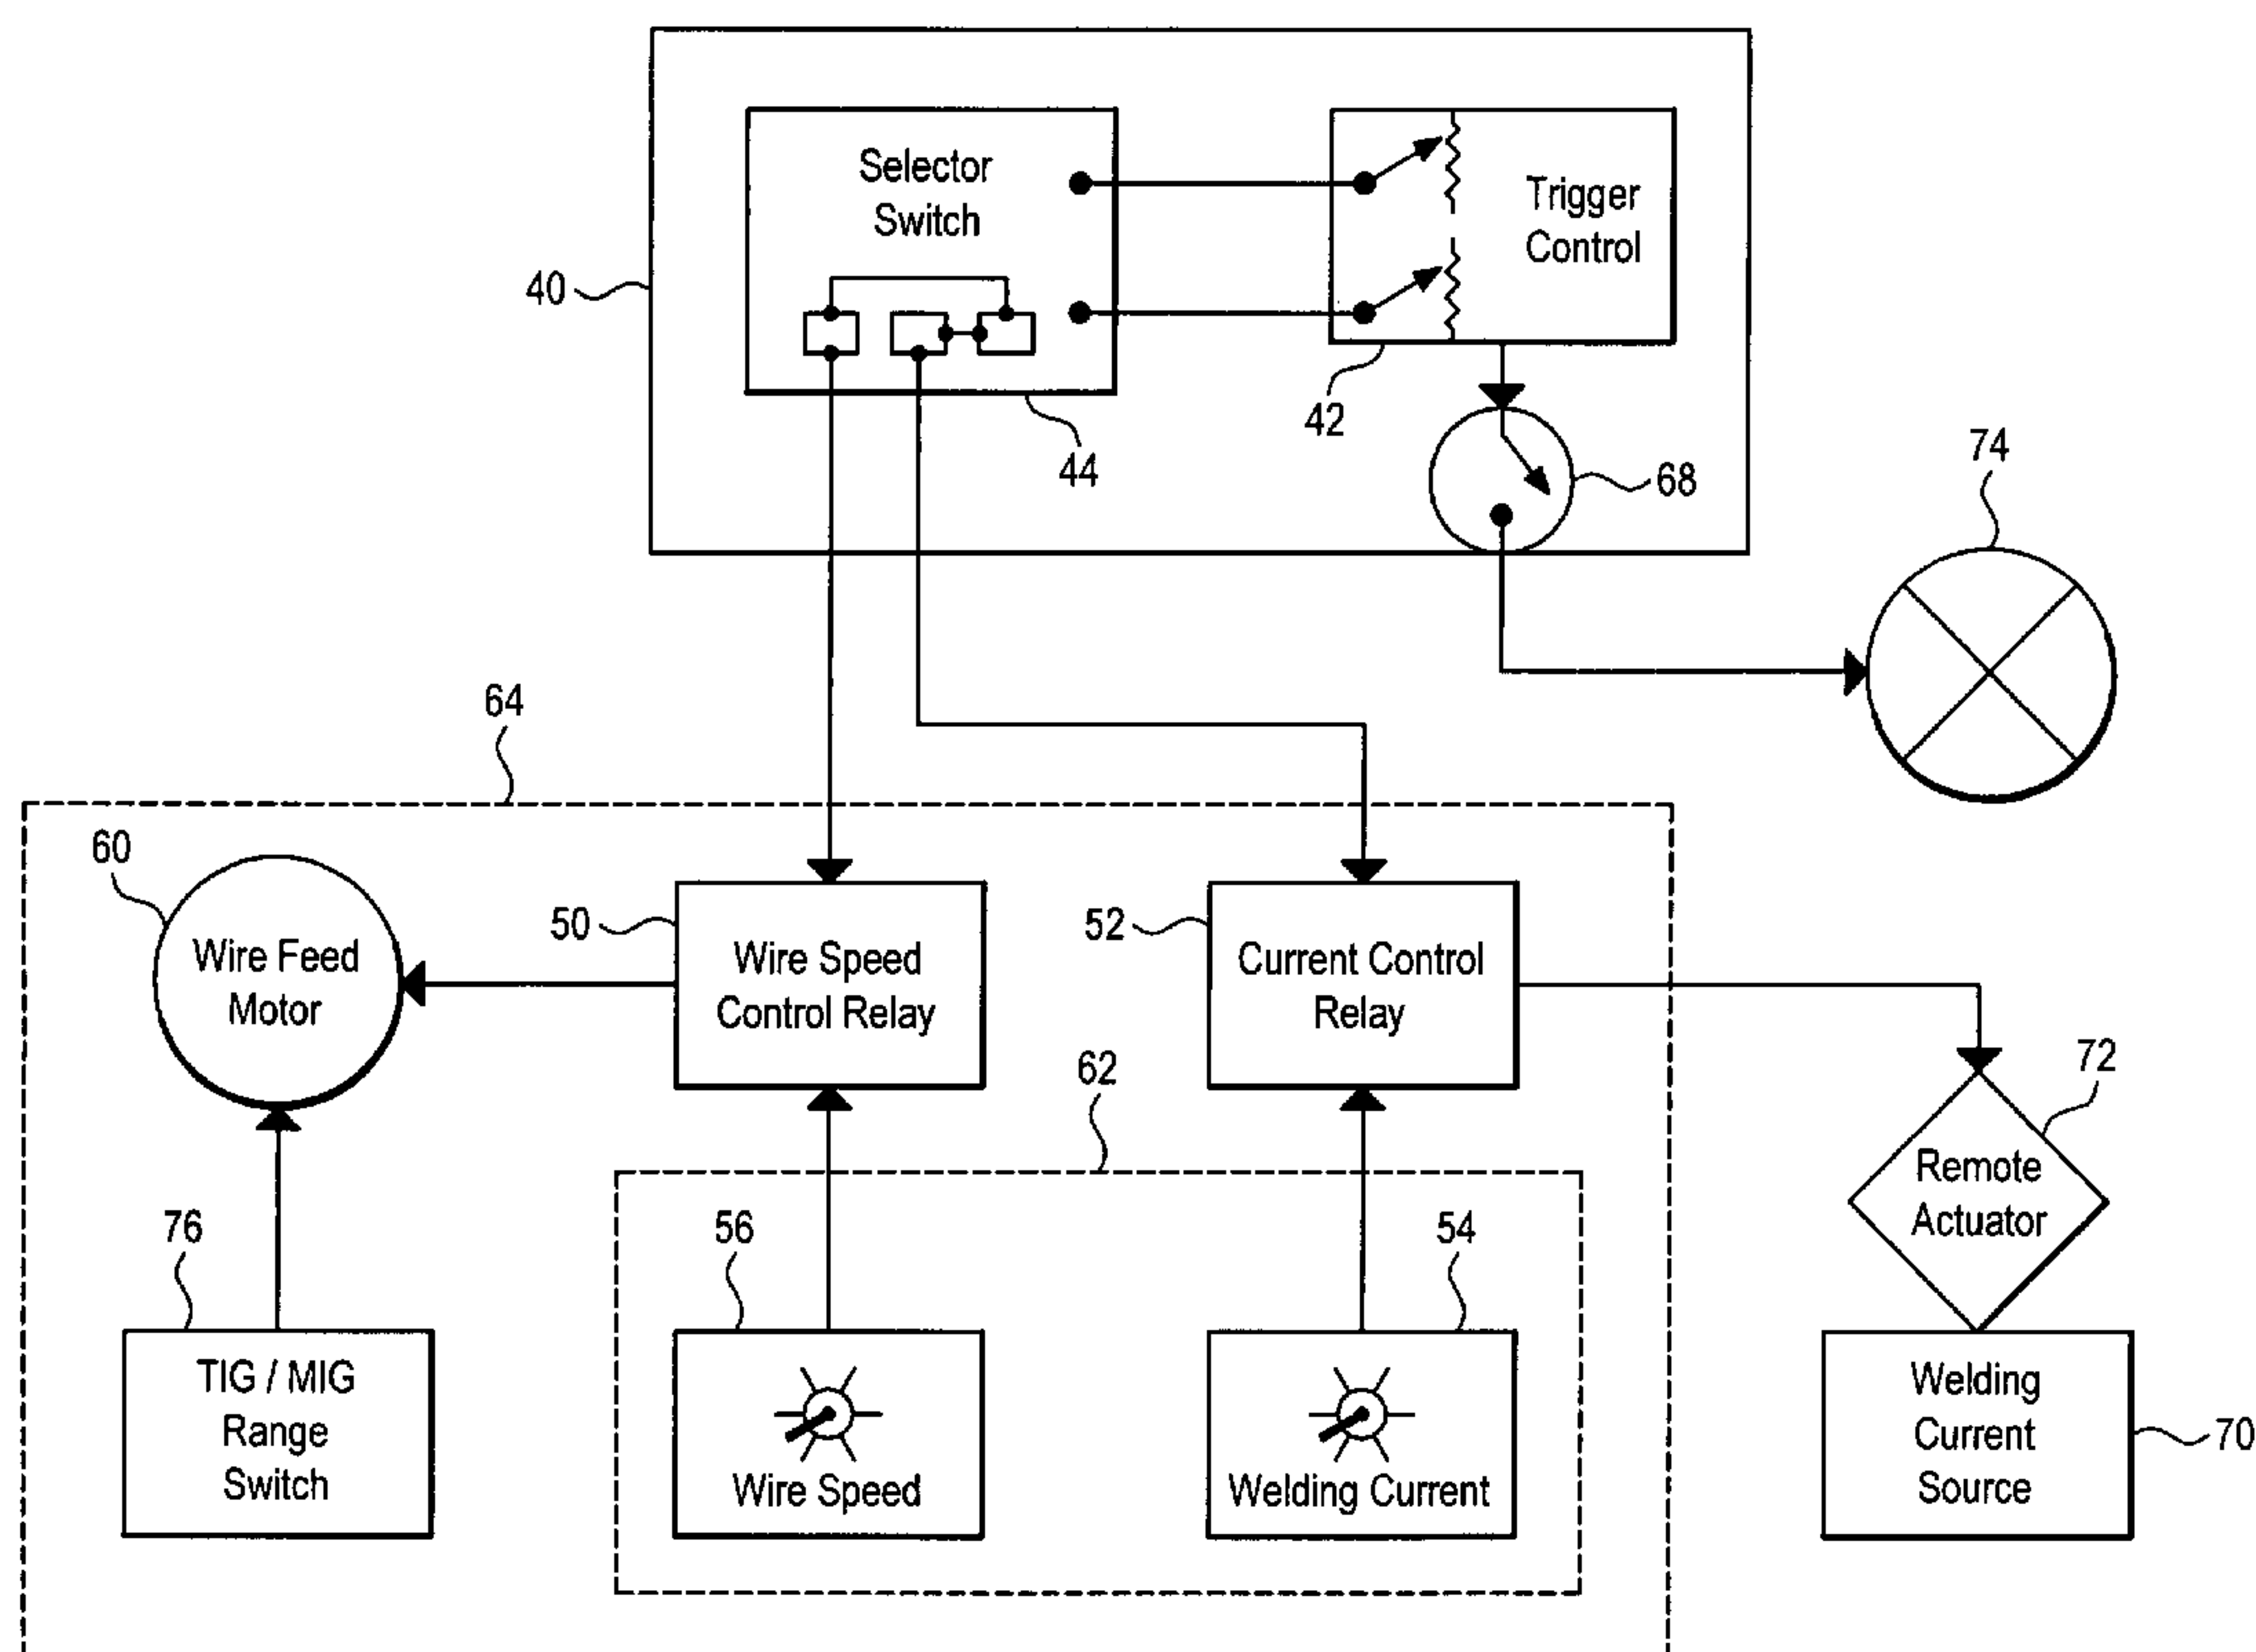 Selector
Switch
Trigger
Control
40
42
44
68
74
64
60
Wire Feed
Motor
50
Wire Speed
Control Relay
52
Current Control
Relay
62
72
Remote
Actuator
76
TIG / MIG
Range
Switch
56
Wire Speed
54
Welding Current
Welding
Current
Source
70